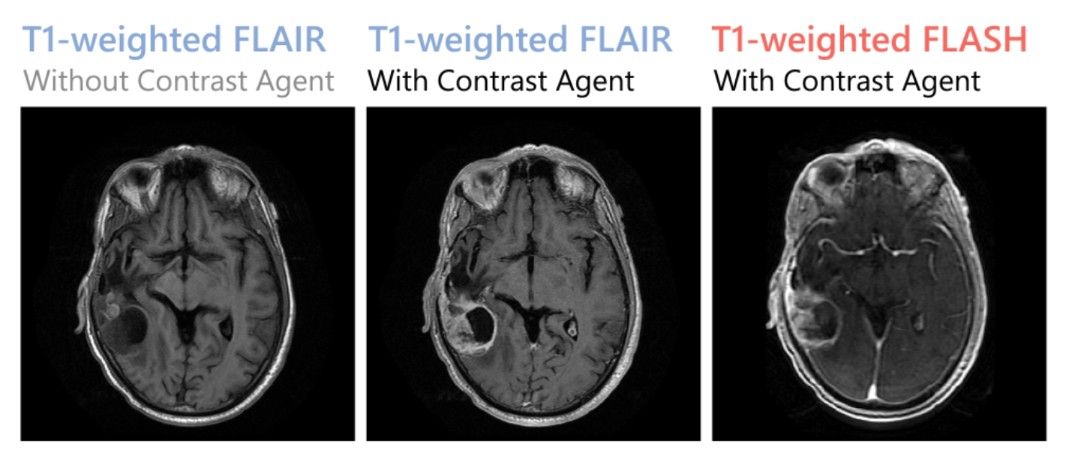 T1-weighted FLAIR
Without Contrast Agent
T1-weighted FLAIR
With Contrast Agent
T1-weighted FLASH
With Contrast Agent